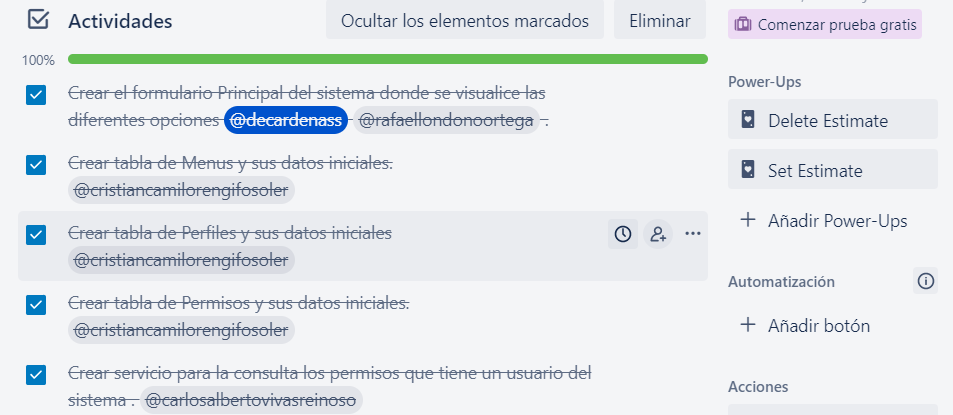 Actividades
Ocultar los elementos marcados
Eliminar
100%
Crear el formulario Principal del sistema donde se visualice las
diferentes opciones @decardenass @rafaellondonoortega .
Crear tabla de Menus y sus datos iniciales.
@cristiancamilorengifosoler
Crear tabla de Perfiles y sus datos iniciales
@cristiancamilorengifosoler
Crear tabla de Permisos y sus datos iniciales.
@cristiancamilorengifosoler
Crear servicio para la consulta los permisos que tiene un usuario del
sistema . @carlosalbertovivasreinoso
Comenzar prueba gratis
Power-Ups
Delete Estimate
Set Estimate
Añadir Power-Ups
Automatización
Añadir botón
Acciones